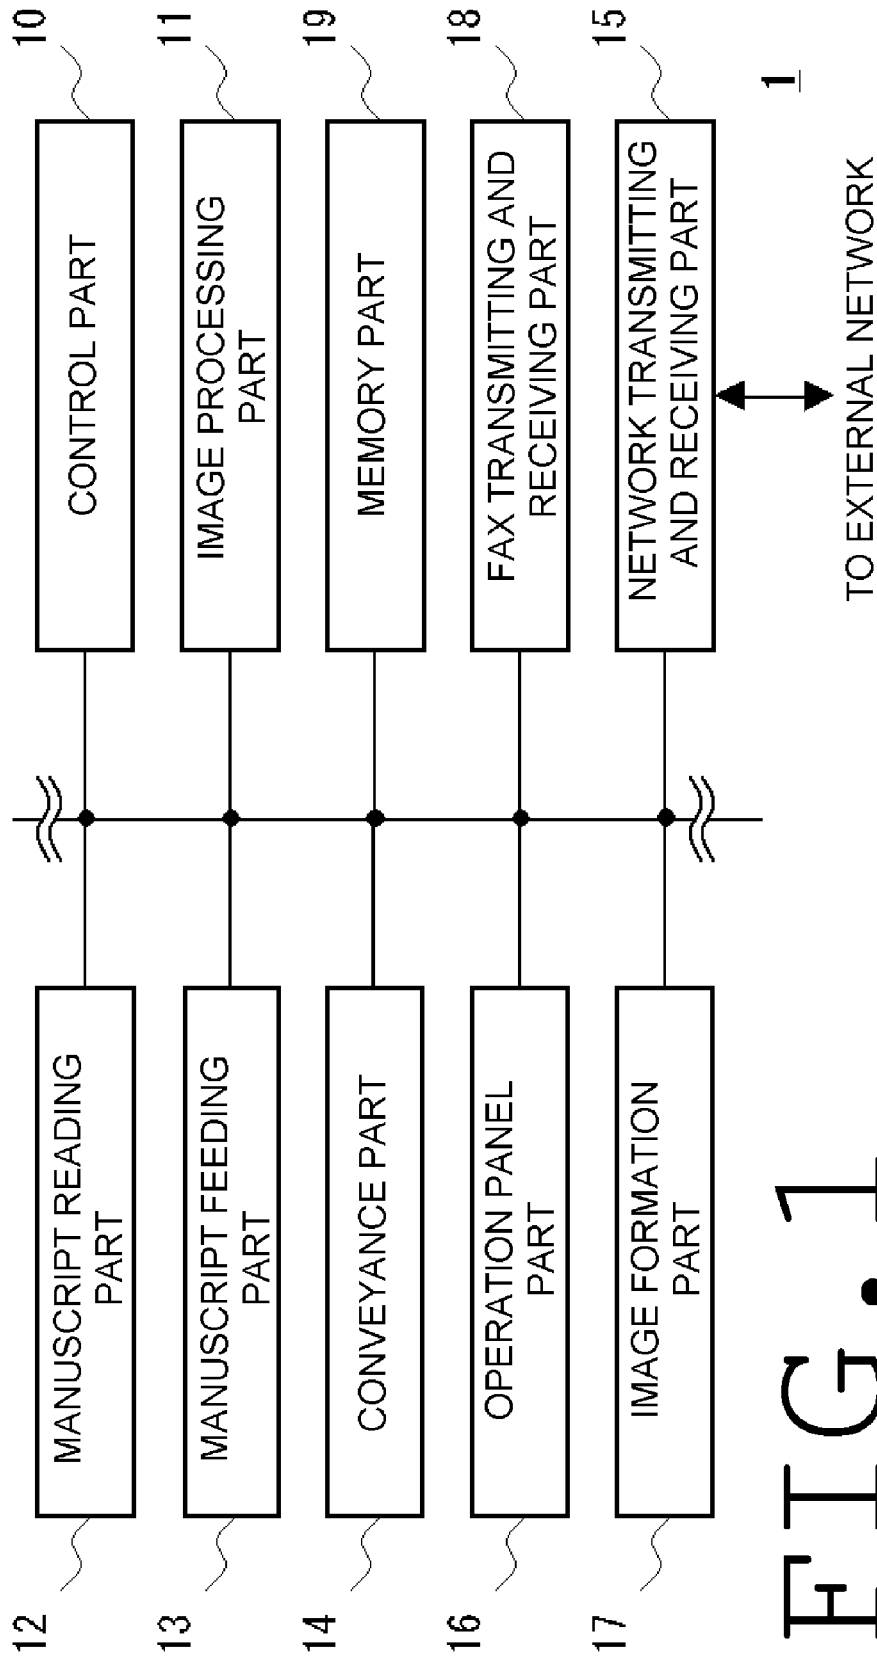 12
MANUSCRIPT READING
PART
CONTROL PART
10
13
MANUSCRIPT FEEDING
PART
IMAGE PROCESSING
PART
11
14
CONVEYANCE PART
MEMORY PART
19
16
OPERATION PANEL
PART
FAX TRANSMITTING AND
RECEIVING PART
18
17
IMAGE FORMATION
PART
NETWORK TRANSMITTING
AND RECEIVING PART
15
1
TO EXTERNAL NETWORK
FIG. 1